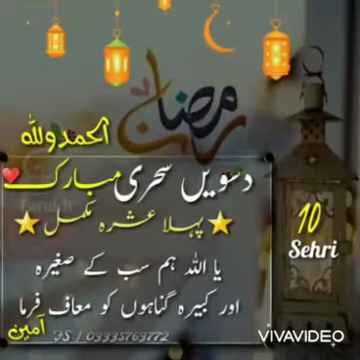 رمضان
الحمدوللہ
دسویں سحری مبارک
پہلا عشرہ مکمل
10
Sehri
یا اللہ ہم سب کے صغیرہ
اور کبیرہ گناہوں کو معاف فرما
آمین
VIVAVIDEO